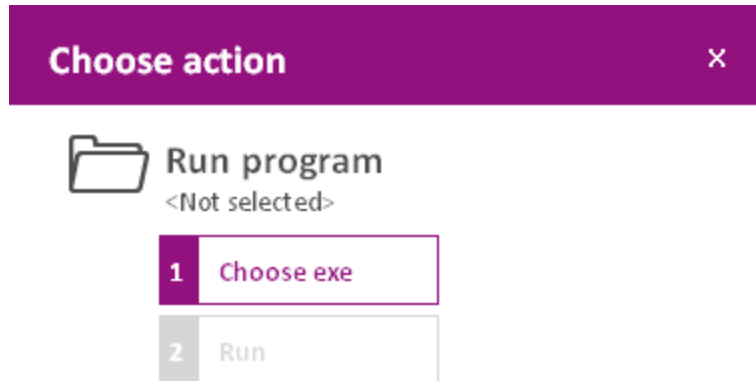 Choose action
×
Run program
<Not selected>
1 Choose exe
2 Run